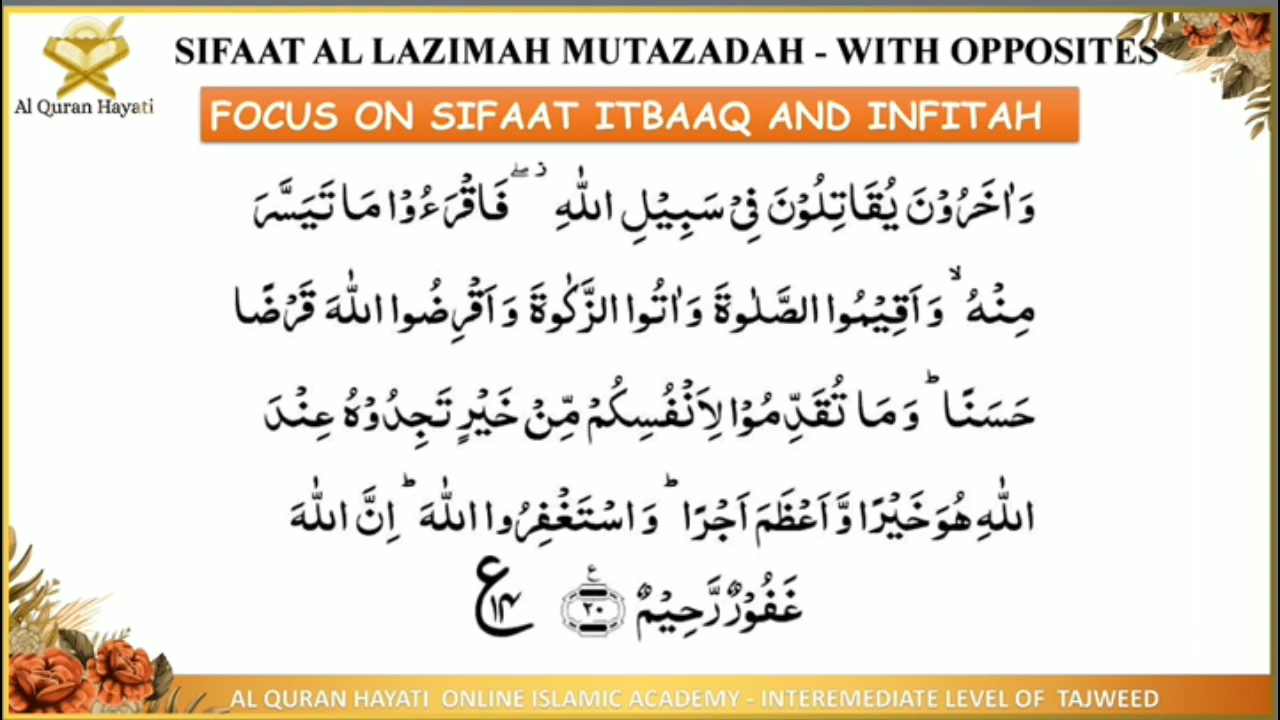 SIFAAT AL LAZIMAH MUTAZADAH - WITH OPPOSITES
Al Quran Hayati
FOCUS ON SIFAAT ITBAAQ AND INFITAH
وَاٰخَرُوۡنَ يُقَاتِلُوۡنَ فِىۡ سَبِيۡلِ اللّٰهِ ۖ ز فَاقۡرَءُوۡا مَا تَيَسَّرَ
مِنۡهُ ۙ وَاَقِيۡمُوا الصَّلٰوةَ وَاٰتُوا الزَّكٰوةَ وَاَقۡرِضُوا اللّٰهَ قَرۡضًا
حَسَنًا ؕ وَمَا تُقَدِّمُوۡا لِاَنۡفُسِكُمۡ مِّنۡ خَيۡرٍ تَجِدُوۡهُ عِنۡدَ
اللّٰهِ هُوَ خَيۡرًا وَّاَعۡظَمَ اَجۡرًا ؕ وَاسۡتَغۡفِرُوا اللّٰهَ ؕ اِنَّ اللّٰهَ
غَفُوۡرٌ رَّحِيۡمٌ ٢٠ ع ع ١٤
AL QURAN HAYATI ONLINE ISLAMIC ACADEMY - INTEREMEDIATE LEVEL OF TAJWEED